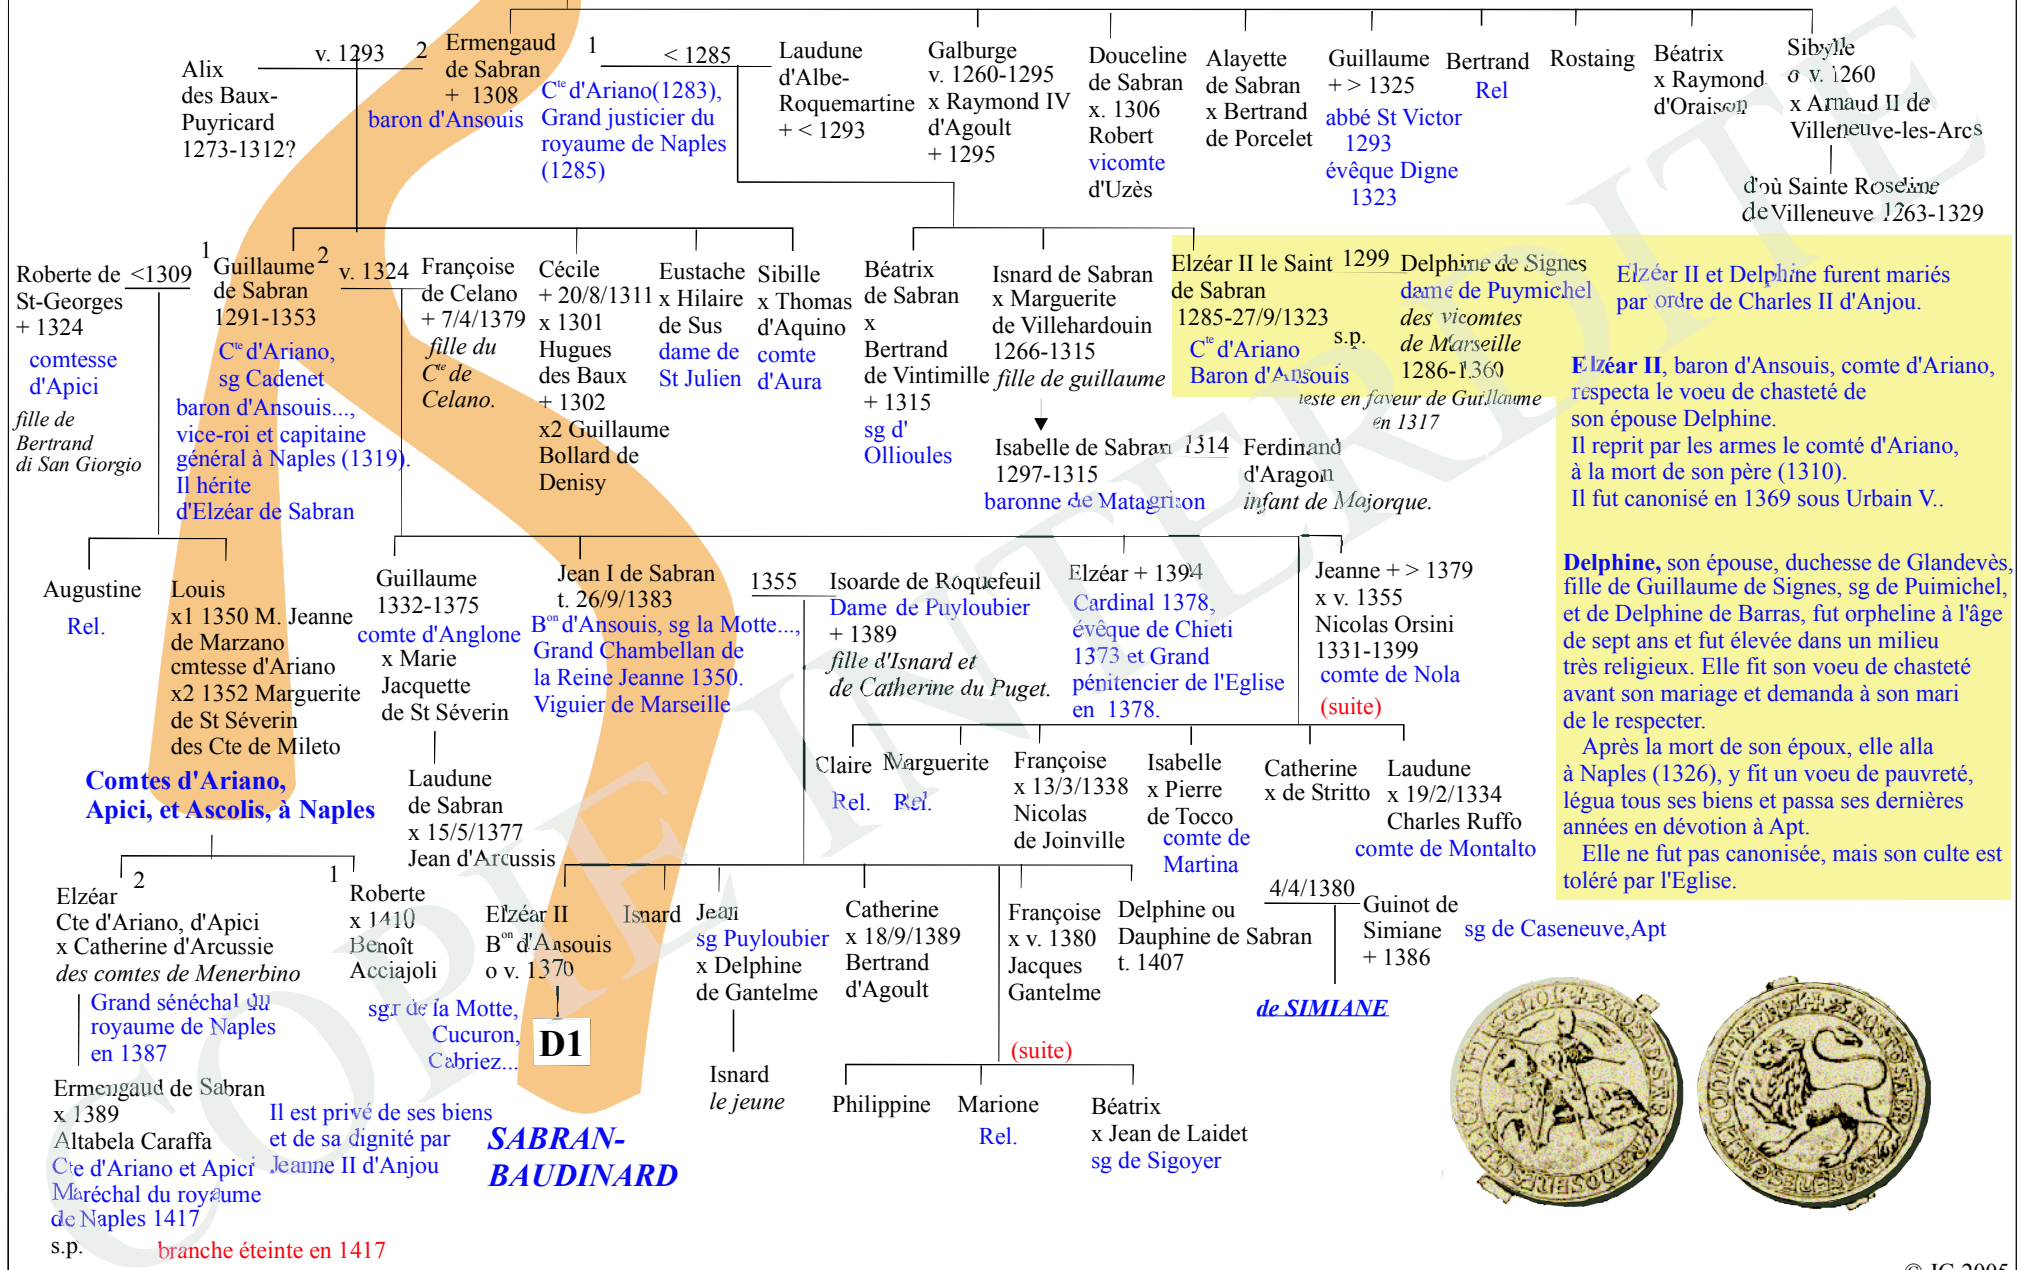 Alix
des Baux-
Puyricard
1273-1312?
v. 1293
2
Ermengaud
de Sabran
+ 1308
baron d'Ansouis
1
< 1285
Cte d'Ariano(1283),
Grand justicier du
royaume de Naples
(1285)
Laudune
d'Albe-
Roquemartine
+ < 1293
Galburge
v. 1260-1295
x Raymond IV
d'Agoult
+ 1295
Douceline
de Sabran
x. 1306
Robert
vicomte
d'Uzès
Alayette
de Sabran
x Bertrand
de Porcelet
Guillaume
+ > 1325
abbé St Victor
1293
évêque Digne
1323
Bertrand
Rel
Rostaing
Béatrix
x Raymond
d'Oraison
Sibylle
o v. 1260
x Arnaud II de
Villeneuve-les-Arcs
d'où Sainte Roseline
de Villeneuve 1263-1329
Roberte de
St-Georges
+ 1324
comtesse
d'Apici
fille de
Bertrand
di San Giorgio
<1309
1
Guillaume
de Sabran
1291-1353
Cte d'Ariano,
sg Cadenet
baron d'Ansouis...,
vice-roi et capitaine
général à Naples (1319).
Il hérite
d'Elzéar de Sabran
2
v. 1324
Françoise
de Celano
+ 7/4/1379
fille du
Cte de
Celano.
Cécile
+ 20/8/1311
x 1301
Hugues
des Baux
+ 1302
x2 Guillaume
Bollard de
Denisy
Eustache
x Hilaire
de Sus
dame de
St Julien
Sibille
x Thomas
d'Aquino
comte
d'Aura
Béatrix
de Sabran
x
Bertrand
de Vintimille
+ 1315
sg d'
Ollioules
Isnard de Sabran
x Marguerite
de Villehardouin
1266-1315
fille de guillaume
Isabelle de Sabran
1297-1315
baronne de Matagrison
1314
Ferdinand
d'Aragon
infant de Majorque.
Elzéar II le Saint
de Sabran
1285-27/9/1323
Cte d'Ariano
Baron d'Ansouis
1299
s.p.
Delphine de Signes
dame de Puymichel
des vicomtes
de Marseille
1286-1360
teste en faveur de Guillaume
en 1317
Elzéar II et Delphine furent mariés
par ordre de Charles II d'Anjou.
Elzéar II, baron d'Ansouis, comte d'Ariano,
respecta le voeu de chasteté de
son épouse Delphine.
Il reprit par les armes le comté d'Ariano,
à la mort de son père (1310).
Il fut canonisé en 1369 sous Urbain V..
Delphine, son épouse, duchesse de Glandevès,
fille de Guillaume de Signes, sg de Puimichel,
et de Delphine de Barras, fut orpheline à l'âge
de sept ans et fut élevée dans un milieu
très religieux. Elle fit son voeu de chasteté
avant son mariage et demanda à son mari
de le respecter.
Après la mort de son époux, elle alla
à Naples (1326), y fit un voeu de pauvreté,
légua tous ses biens et passa ses dernières
années en dévotion à Apt.
Elle ne fut pas canonisée, mais son culte est
toléré par l'Eglise.
Augustine
Rel.
Louis
x1 1350 M. Jeanne
de Marzano
cmtesse d'Ariano
x2 1352 Marguerite
de St Séverin
des Cte de Mileto
Comtes d'Ariano,
Apici, et Ascolis, à Naples
Guillaume
1332-1375
comte d'Anglone
x Marie
Jacquette
de St Séverin
Laudune
de Sabran
x 15/5/1377
Jean d'Arcussis
Jean I de Sabran
t. 26/9/1383
Bon d'Ansouis, sg la Motte...,
Grand Chambellan de
la Reine Jeanne 1350.
Viguier de Marseille
1355
Isoarde de Roquefeuil
Dame de Puyloubier
+ 1389
fille d'Isnard et
de Catherine du Puget.
Elzéar + 1394
Cardinal 1378,
évêque de Chieti
1373 et Grand
pénitencier de l'Eglise
en 1378.
Jeanne + > 1379
x v. 1355
Nicolas Orsini
1331-1399
comte de Nola
(suite)
Claire
Rel.
Marguerite
Rel.
Françoise
x 13/3/1338
Nicolas
de Joinville
Isabelle
x Pierre
de Tocco
comte de
Martina
Catherine
x de Stritto
Laudune
x 19/2/1334
Charles Ruffo
comte de Montalto
2
Elzéar
Cte d'Ariano, d'Apici
x Catherine d'Arcussie
des comtes de Menerbino
Grand sénéchal du
royaume de Naples
en 1387
1
Roberte
x 1410
Benoît
Acciajoli
Elzéar II
Bon d'Ansouis
o v. 1370
sgr de la Motte,
Cucuron,
Cabriez...
D1
Isnard
Jean
sg Puyloubier
x Delphine
de Gantelme
Isnard
le jeune
Catherine
x 18/9/1389
Bertrand
d'Agoult
Françoise
x v. 1380
Jacques
Gantelme
Delphine ou
Dauphine de Sabran
t. 1407
4/4/1380
Guinot de
Simiane
+ 1386
sg de Caseneuve,Apt
de SIMIANE
(suite)
Philippine
Marione
Rel.
Béatrix
x Jean de Laidet
sg de Sigoyer
Ermengaud de Sabran
x 1389
Altabela Caraffa
Cte d'Ariano et Apici
Maréchal du royaume
de Naples 1417
s.p.
Il est privé de ses biens
et de sa dignité par
Jeanne II d'Anjou
branche éteinte en 1417
SABRAN-
BAUDINARD
COPIE INTERDITE
© JG 2005